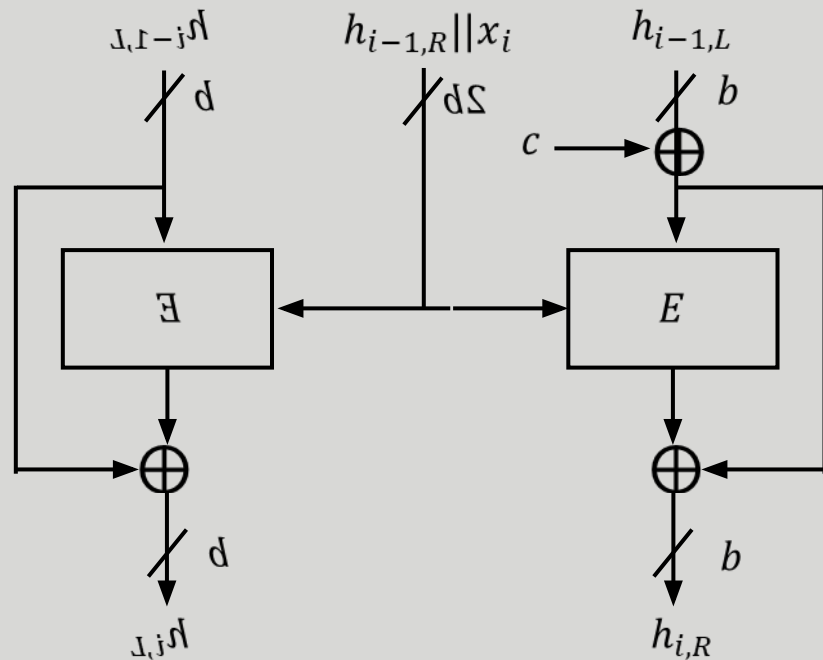 h_{i-1,L} h_{i-1,R}||x_i h_{i-1,L}
b 2b b
c
E E
b b
h_{i,L} h_{i,R}